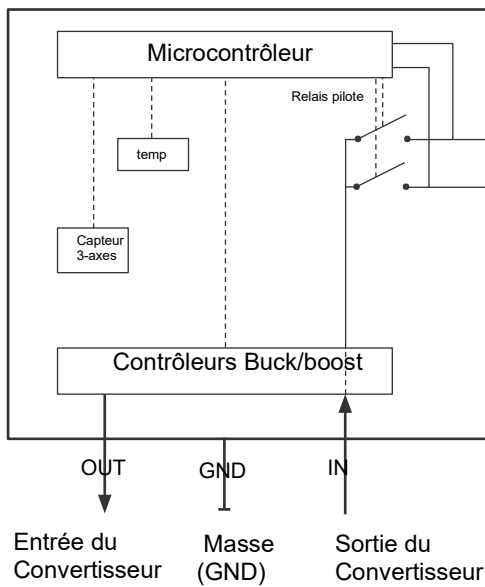 Microcontrôleur
Relais pilote
temp
Capteur
3-axes
Contrôleurs Buck/boost
OUT
GND
IN
Entrée du
Convertisseur
Masse
(GND)
Sortie du
Convertisseur